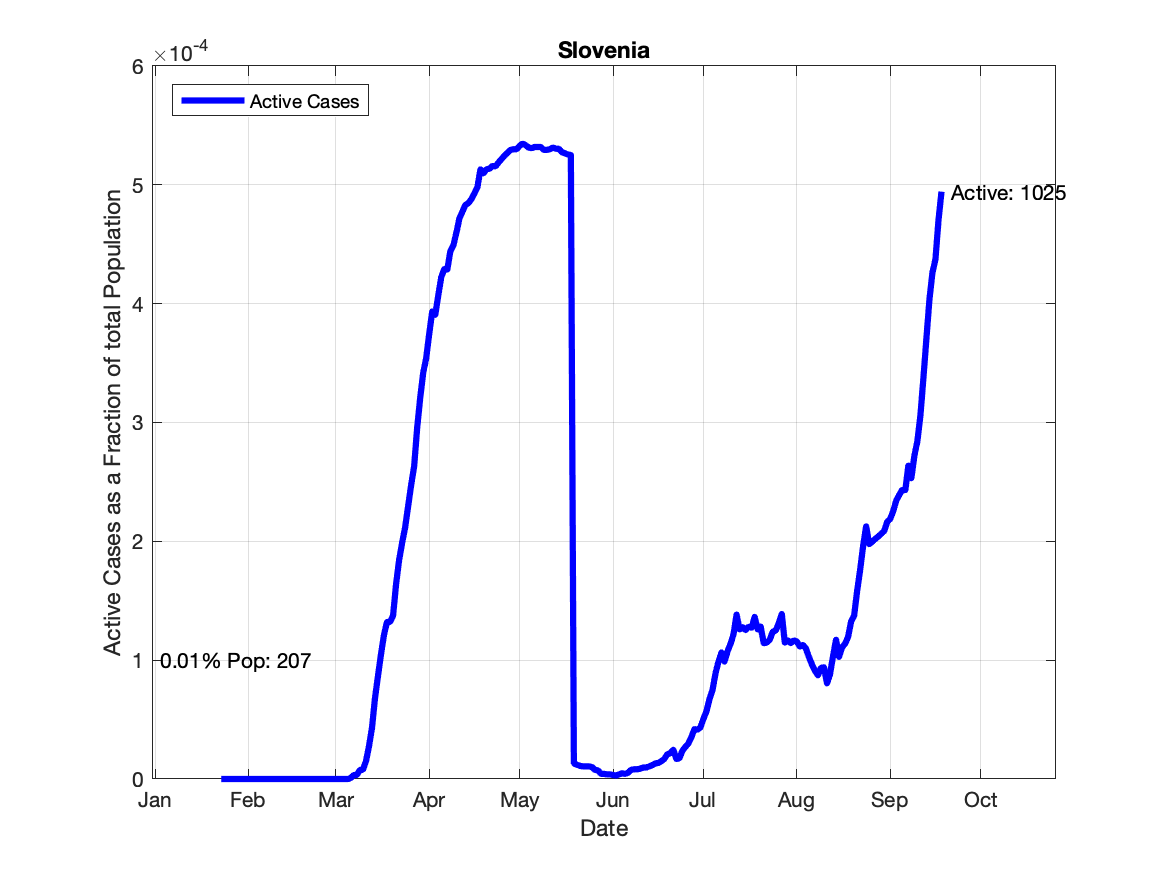 Slovenia
×10-4
6
Active Cases
5
Active: 1025
4
3
2
1
0.01% Pop: 207
0
Jan Feb Mar Apr May Jun Jul Aug Sep Oct
Date
Active Cases as a Fraction of total Population